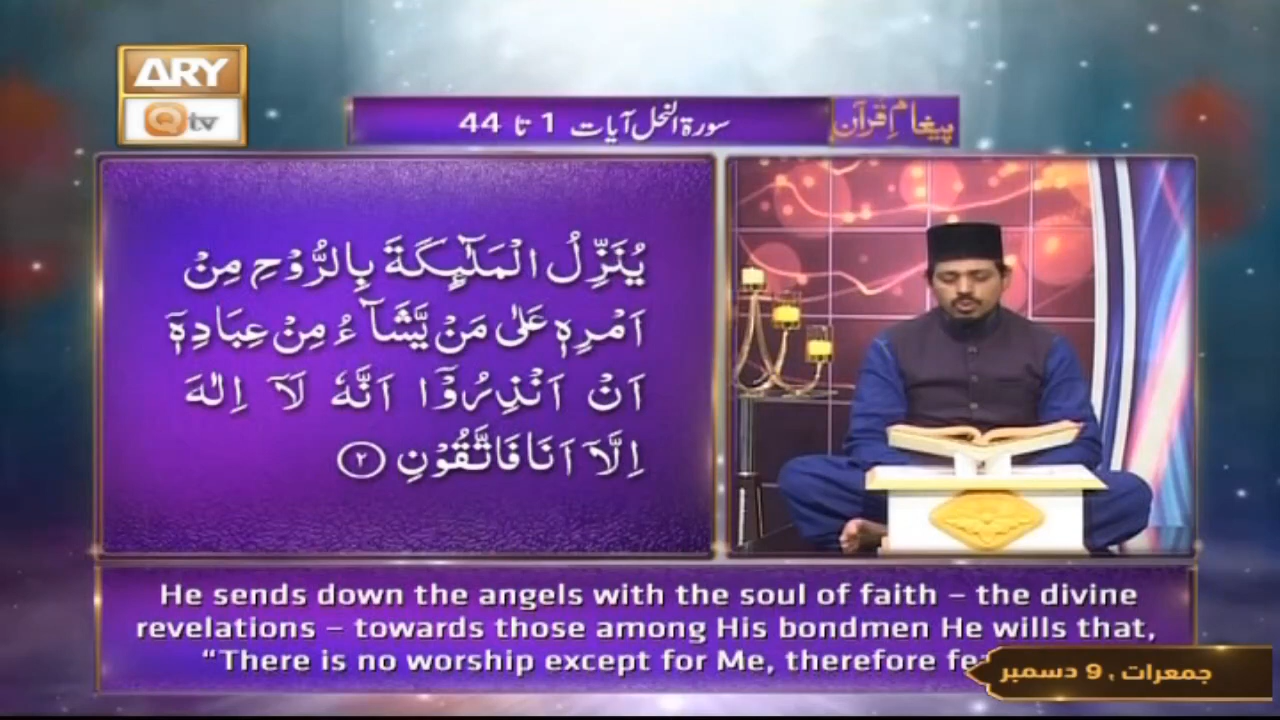 ARY
Qtv
پیغامِ قرآن
سورۃ النحل آیات 1 تا 44
یُنَزِّلُ الْمَلٰٓىِٕكَةَ بِالرُّوْحِ مِنْ
اَمْرِهٖ عَلٰى مَنْ یَّشَآءُ مِنْ عِبَادِهٖۤ
اَنْ اَنْذِرُوْۤا اَنَّهٗ لَاۤ اِلٰهَ
اِلَّاۤ اَنَا فَاتَّقُوْنِ ۝۲
He sends down the angels with the soul of faith – the divine
revelations – towards those among His bondmen He wills that,
“There is no worship except for Me, therefore
جمعرات , 9 دسمبر